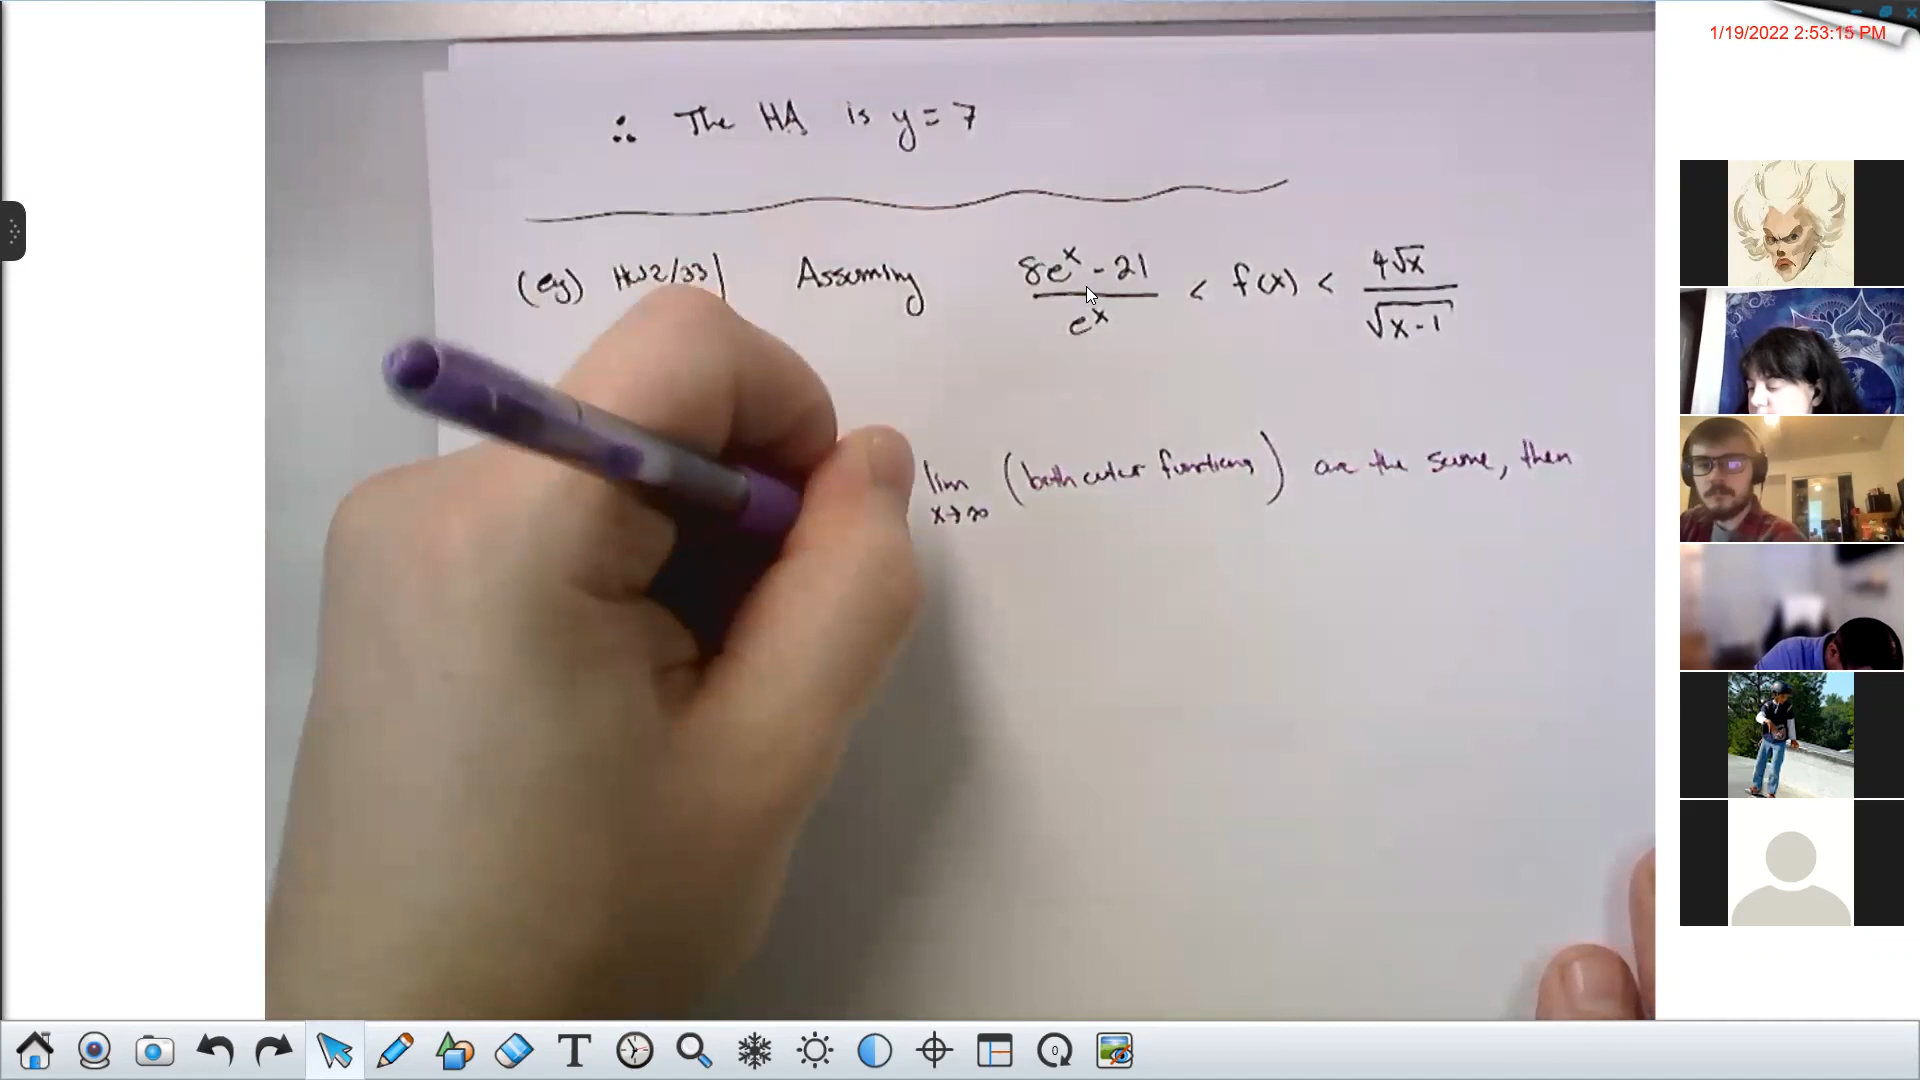 1/19/2022 2:53:15 PM
∴ The HA is y = 7
(eg) HW2/33 Assuming (8e^x - 21)/(e^x) < f(x) < (4√x)/(√(x-1))
lim x→∞ (both outer functions) are the same, then
T
0